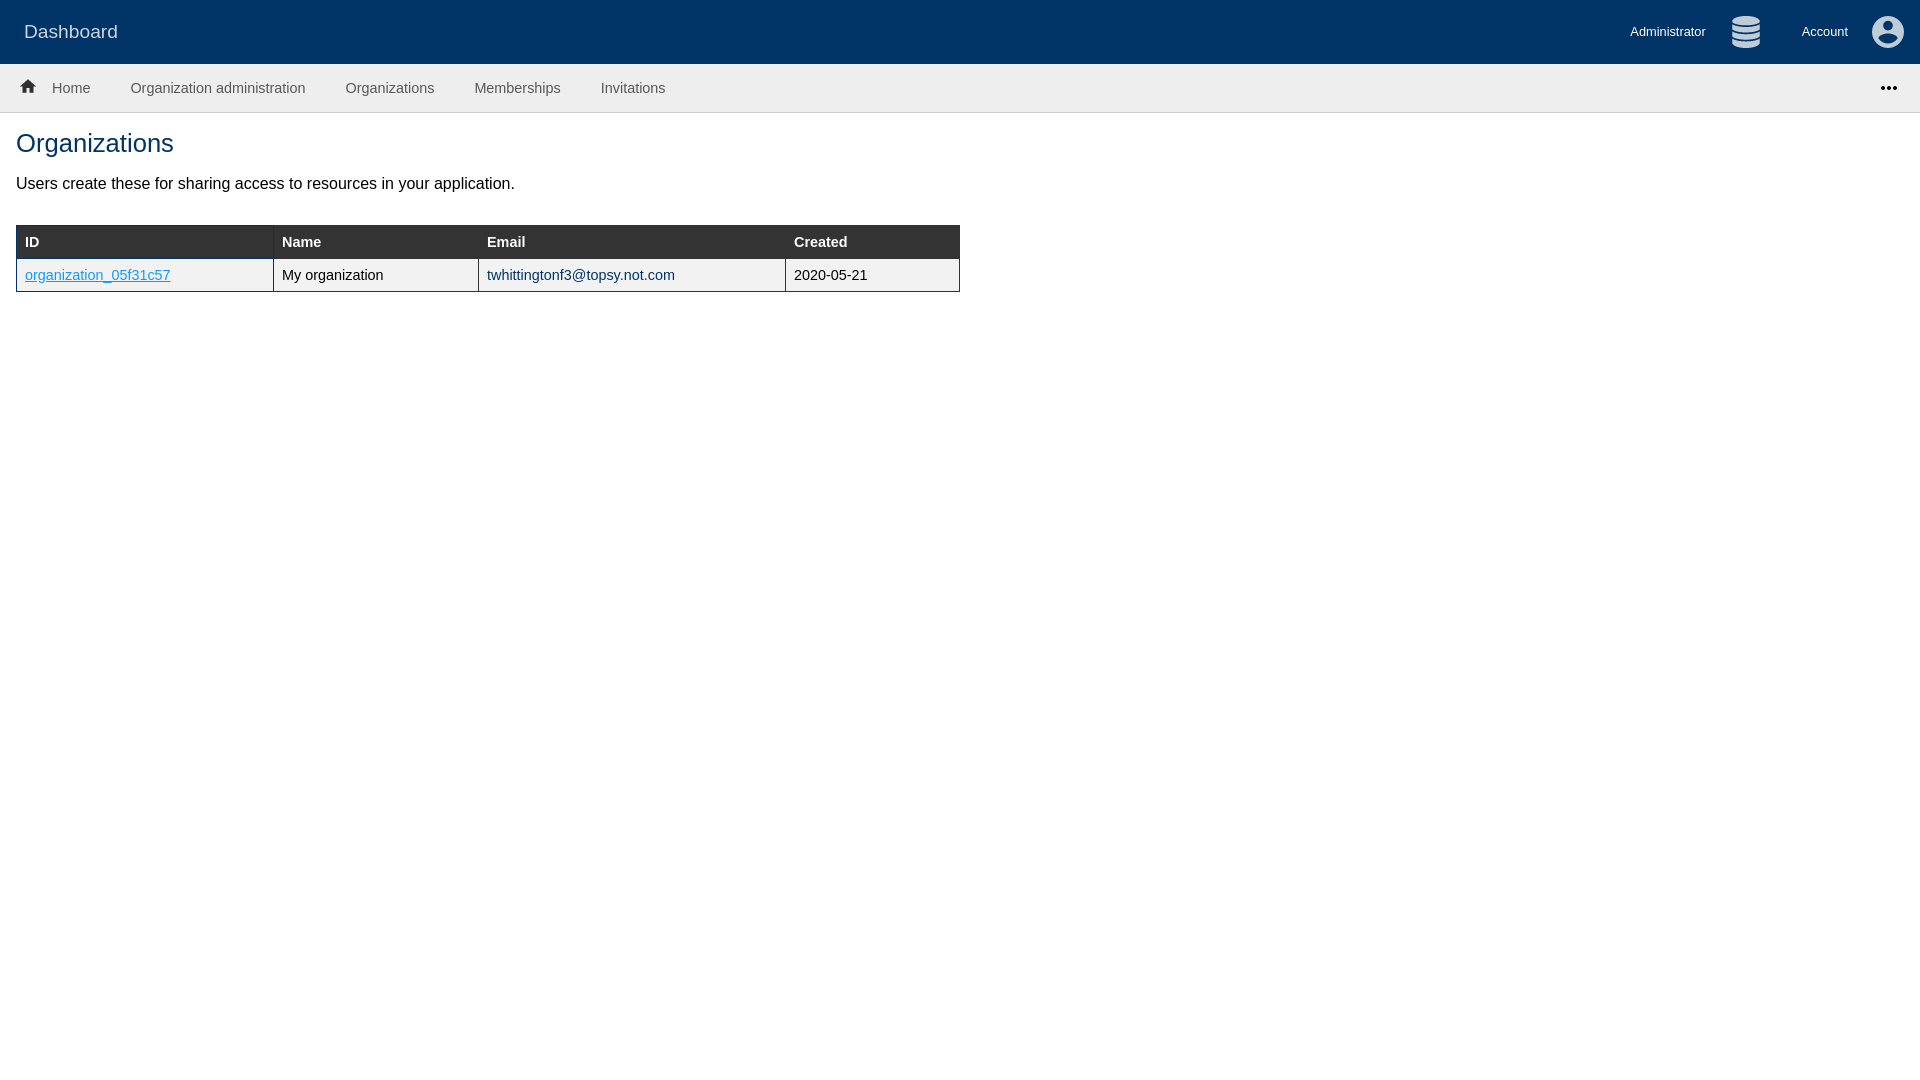 Dashboard
Administrator
Account
Home
Organization administration
Organizations
Memberships
Invitations
Organizations
Users create these for sharing access to resources in your application.
ID Name Email Created
organization_05f31c57 My organization twhittingtonf3@topsy.not.com 2020-05-21